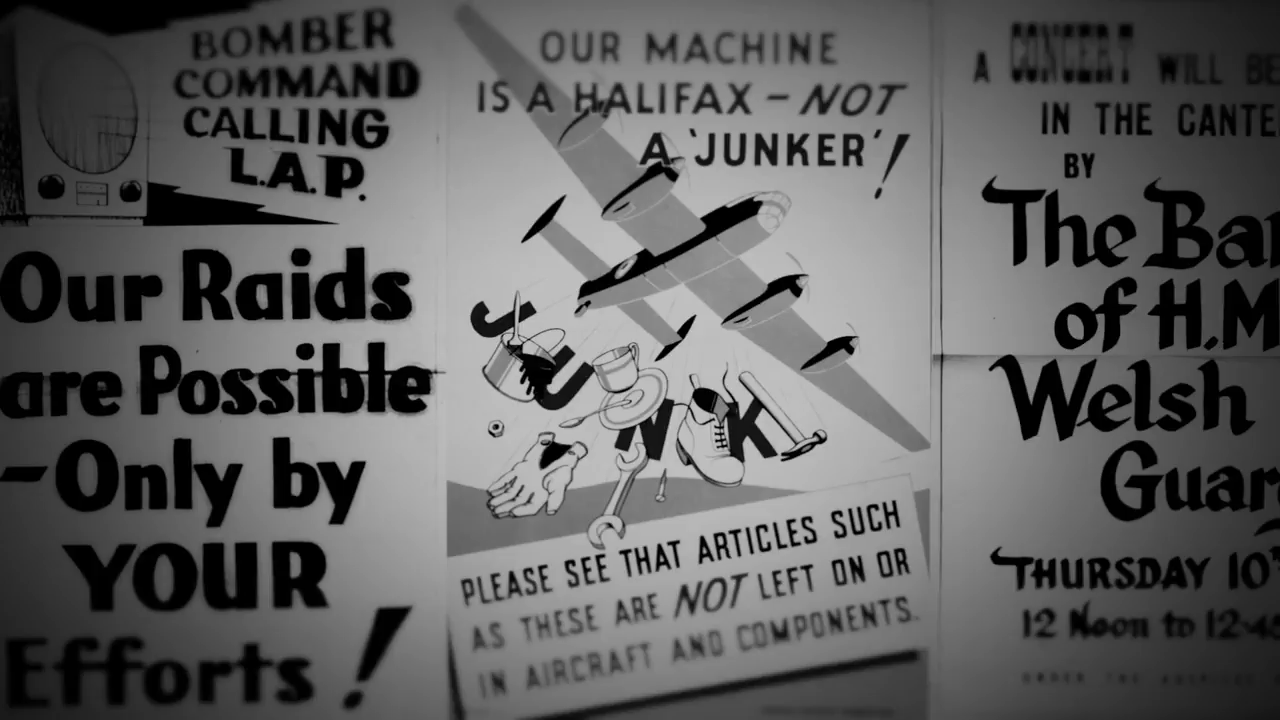 BOMBER
COMMAND
CALLING
L.A.P.
Our Raids
are Possible
-Only by
YOUR
Efforts!
OUR MACHINE
IS A HALIFAX - NOT
A 'JUNKER'!
JUNK
PLEASE SEE THAT ARTICLES SUCH
AS THESE ARE NOT LEFT ON OR
IN AIRCRAFT AND COMPONENTS.
A CONCERT WILL BE
IN THE CANTE
BY
The Ba
of H.M
Welsh
Guar
THURSDAY 10
12 Noon to 12-45